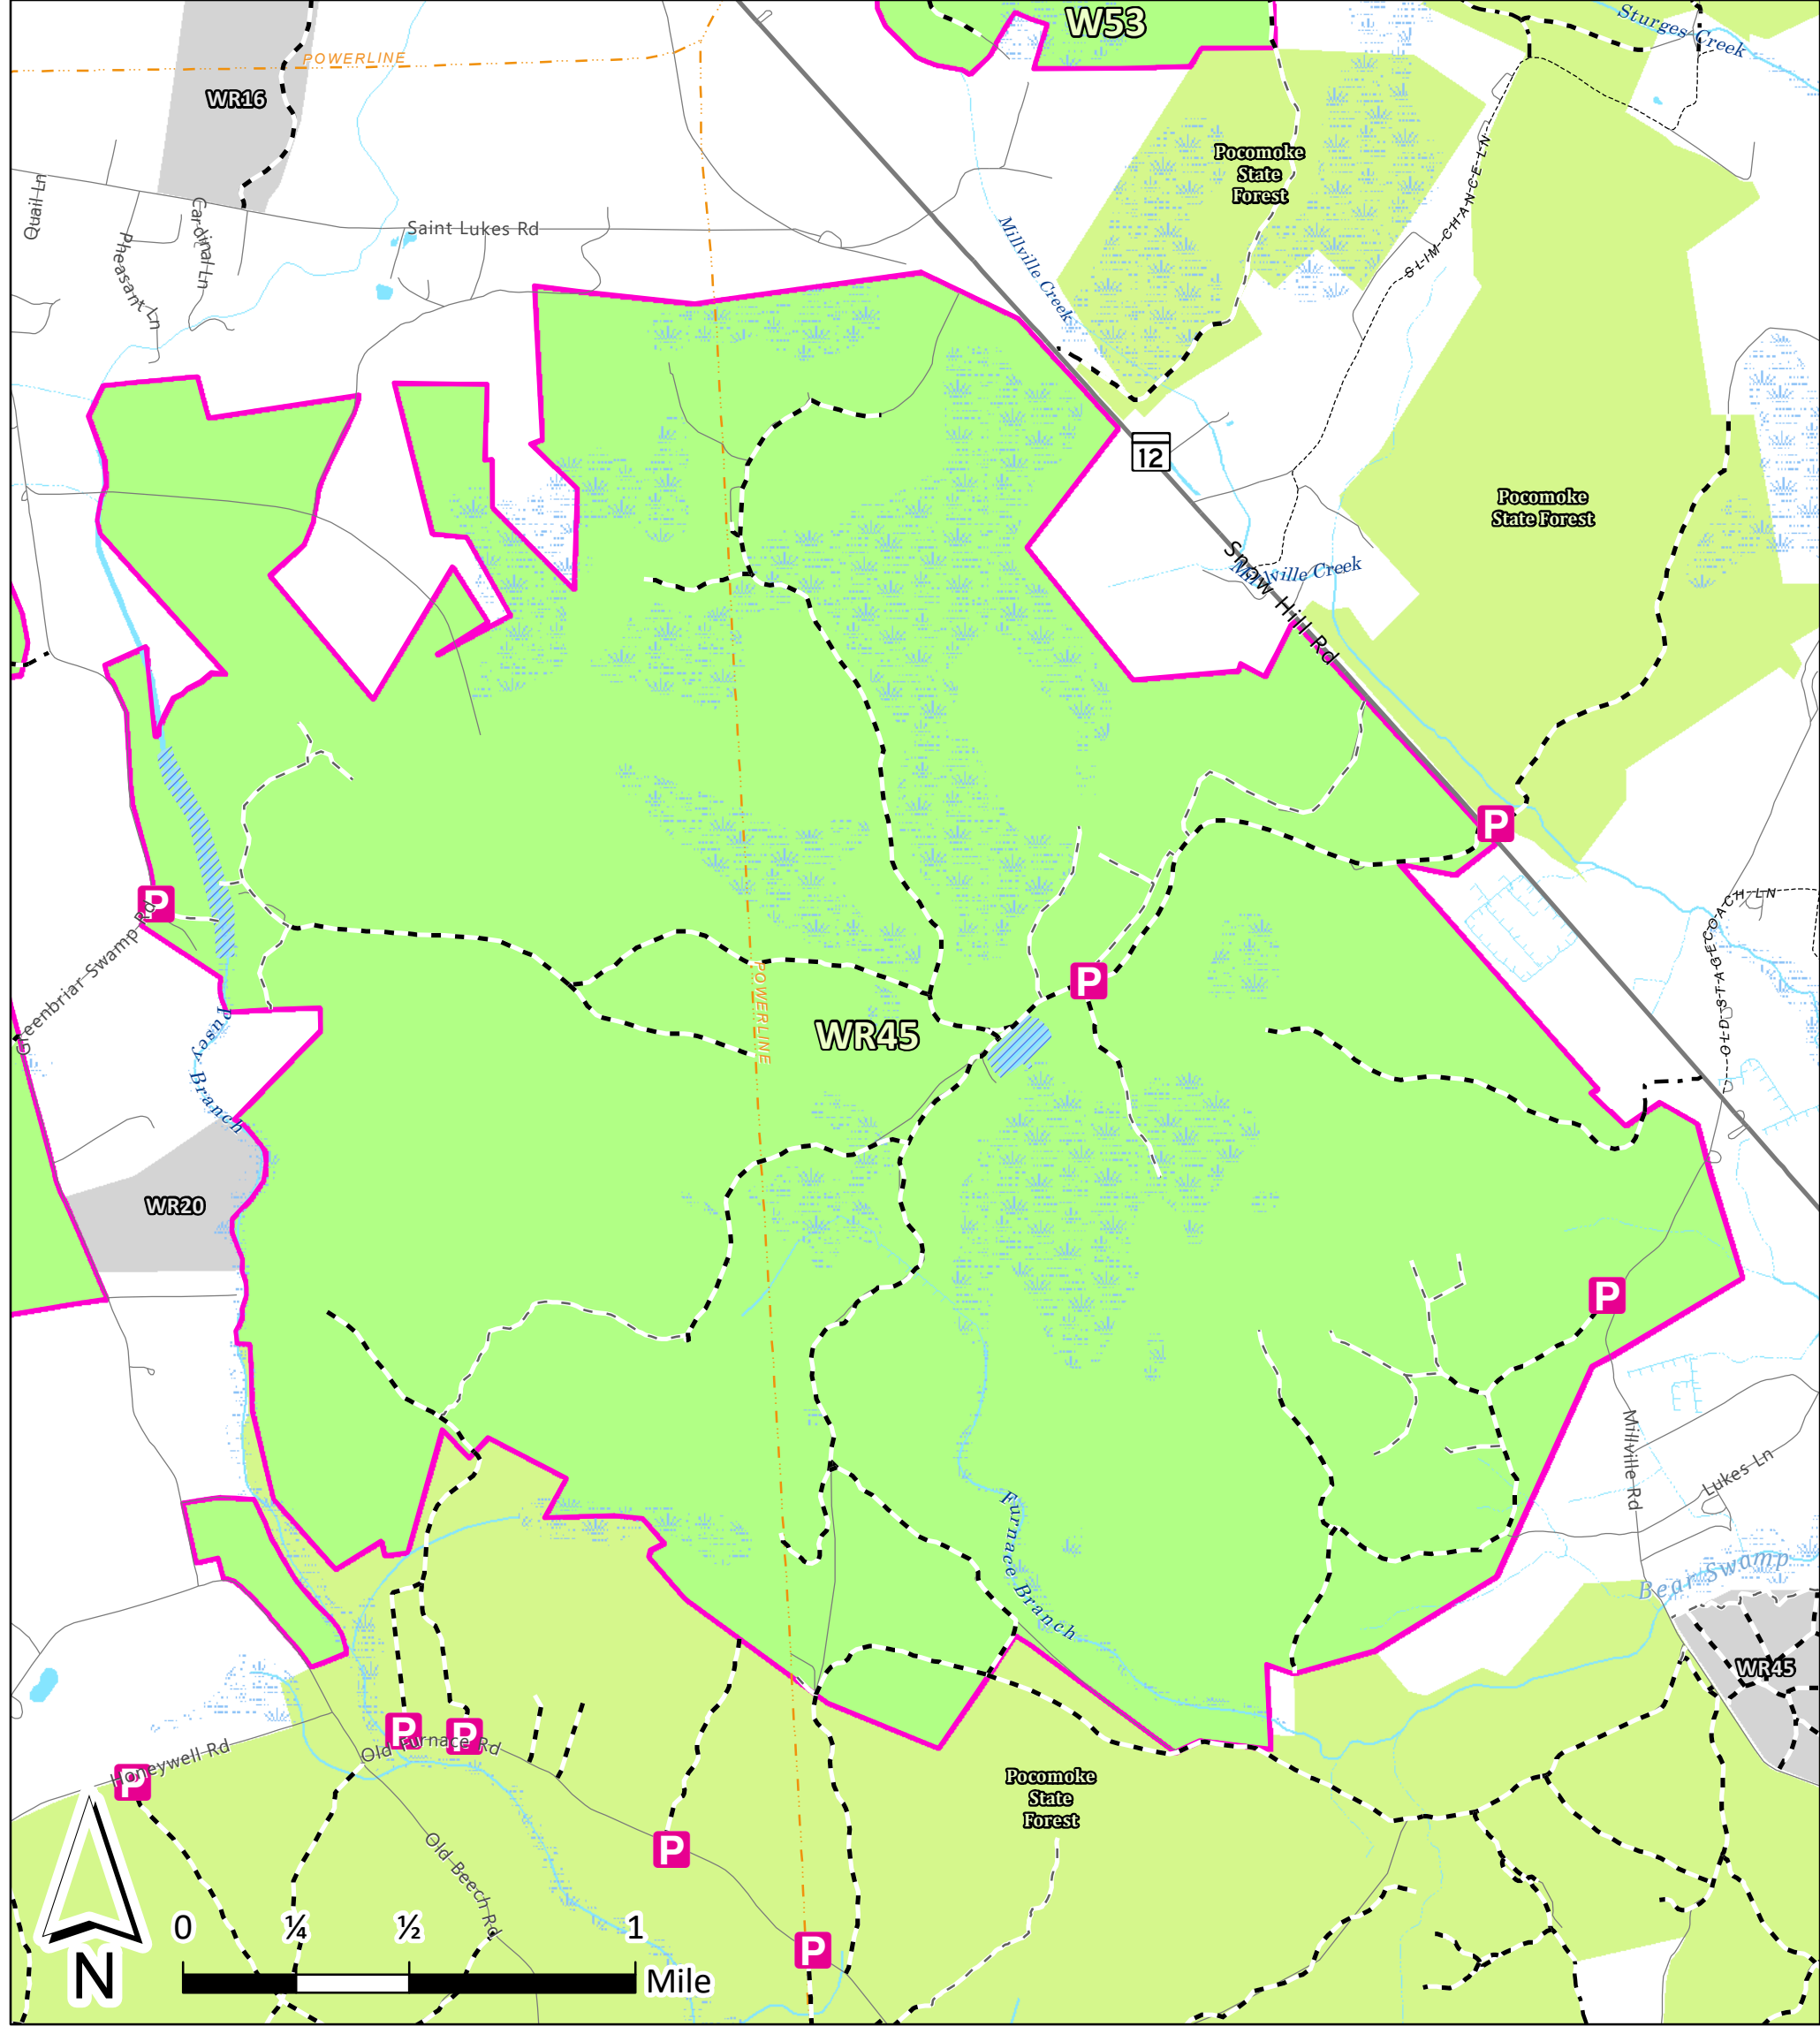 W53
Sturges Creek
POWERLINE
WR16
Pocomoke
State
Forest
SLIM CHANCE LN
Quail Ln
Cardinal Ln
Pheasant Ln
Saint Lukes Rd
Millville Creek
12
Pocomoke
State Forest
Snow Hill Rd
Millville Creek
P
P
Greenbriar Swamp Rd
OLD STAGECOACH LN
P
POWERLINE
WR45
Pusey Branch
WR20
P
Millville Rd
Lukes Ln
Furnace Branch
Bear Swamp
WR45
P
P
Old Furnace Rd
Honeywell Rd
P
Pocomoke
State
Forest
P
Old Beech Rd
P
N
0 ¼ ½ 1
Mile